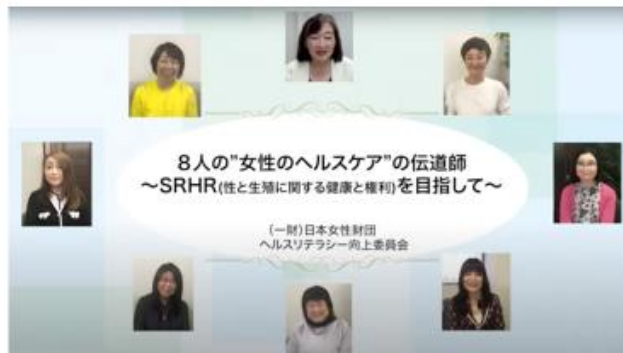 ８人の”女性のヘルスケア”の伝道師
～SRHR(性と生殖に関する健康と権利)を目指して～
(一財)日本女性財団
ヘルスリテラシー向上委員会